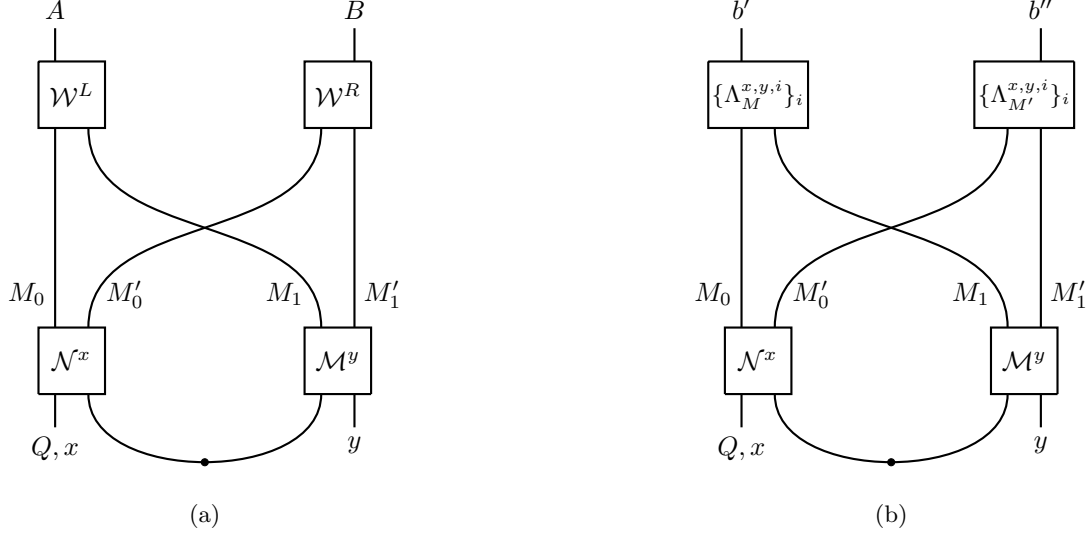 A B b′ b″
𝒲^L 𝒲^R {Λ_M^{x,y,i}}_i {Λ_{M′}^{x,y,i}}_i
M_0 M′_0 M_1 M′_1 M_0 M′_0 M_1 M′_1
𝒩^x ℳ^y 𝒩^x ℳ^y
Q, x y Q, x y
(a) (b)